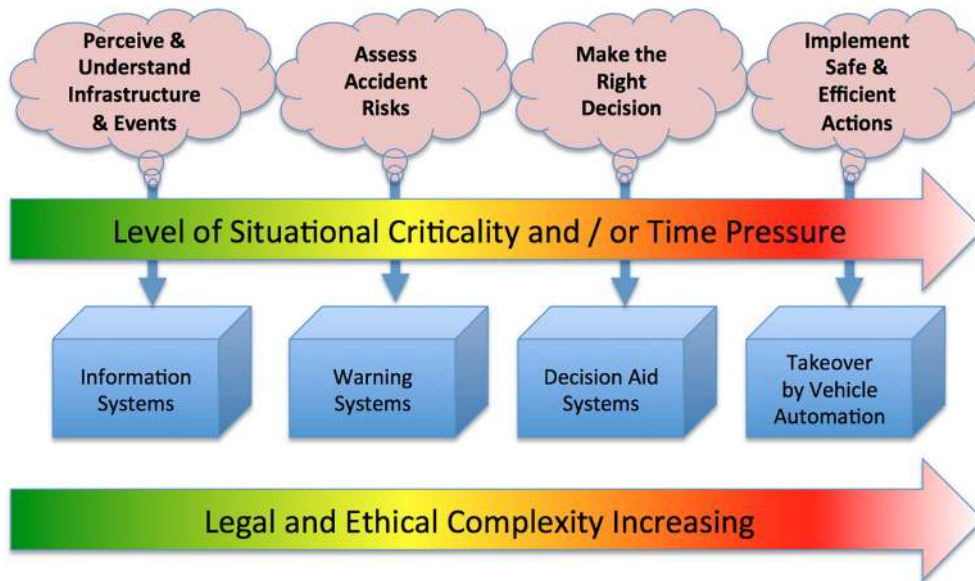 Perceive &
Understand
Infrastructure
& Events
Assess
Accident
Risks
Make the
Right
Decision
Implement
Safe &
Efficient
Actions
Level of Situational Criticality and / or Time Pressure
Information
Systems
Warning
Systems
Decision Aid
Systems
Takeover
by Vehicle
Automation
Legal and Ethical Complexity Increasing